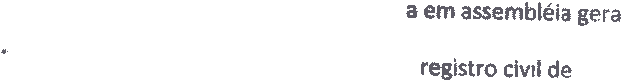 a em assembléia gera
registro civil de